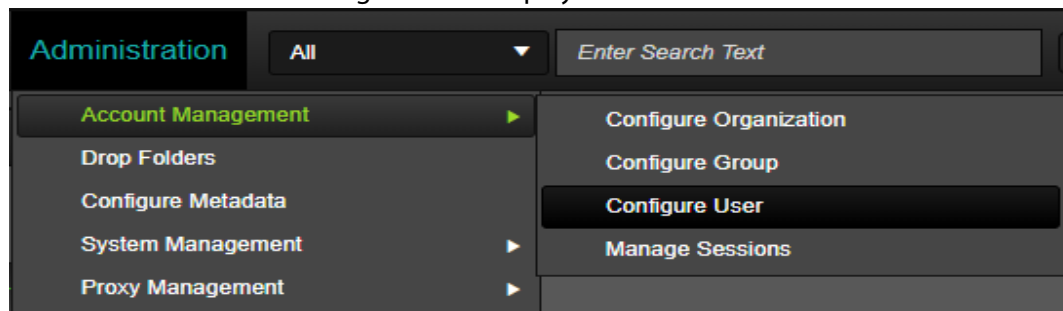 Administration All Enter Search Text
Account Management
Drop Folders
Configure Metadata
System Management
Proxy Management
Configure Organization
Configure Group
Configure User
Manage Sessions